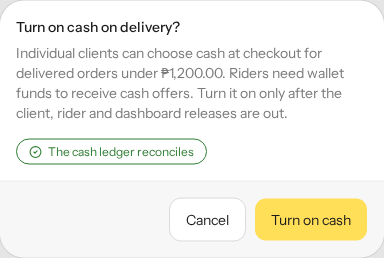 Turn on cash on delivery?
Individual clients can choose cash at checkout for
delivered orders under ₱1,200.00. Riders need wallet
funds to receive cash offers. Turn it on only after the
client, rider and dashboard releases are out.
The cash ledger reconciles
Cancel
Turn on cash